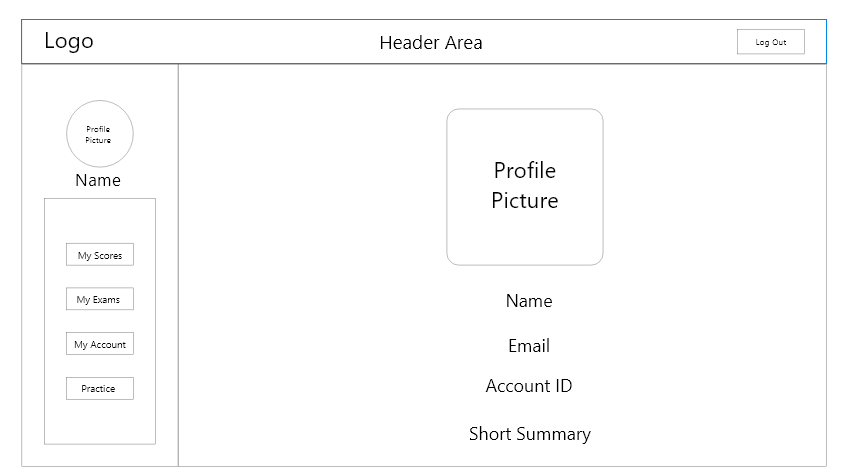 Logo
Header Area
Log Out
Profile
Picture
Name
My Scores
My Exams
My Account
Practice
Profile
Picture
Name
Email
Account ID
Short Summary